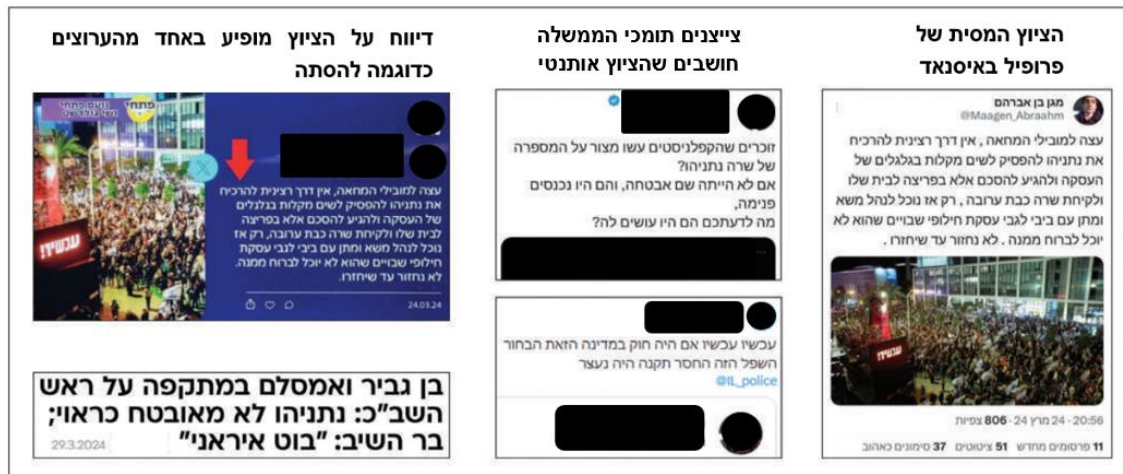 הציוץ המסית של
פרופיל באיסנאד
מגן בן אברהם
@Maagen_Abraahm
עצה למובילי המחאה , אין דרך רצינית להרכיח
את נתניהו להפסיק לשים מקלות בגלגלים של
העסקה ולהגיע להסכם אלא בפריצה לבית שלו
ולקיחת שרה כבת ערובה , רק אז נוכל לנהל משא
ומתן עם ביבי לגבי עסקת חילופי שבויים שהוא לא
יוכל לברוח ממנה . לא נחזור עד שיחזרו .
עכשיו!
20:56 · 24 מרץ 24 · 806 צפיות
11 פרסומים מחדש 51 ציטוטים 37 סימונים כאהוב
צייצנים תומכי הממשלה
חושבים שהציוץ אותנטי
זוכרים שהקפלניסטים עשו מצור על המספרה
של שרה נתניהו?
אם לא הייתה שם אבטחה, והם היו נכנסים
פנימה,
מה לדעתכם הם היו עושים לה?
עכשיו עכשיו אם היה חוק במדינה הזאת הבחור
השפל הזה החסר תקנה היה נעצר
@IL_police
דיווח על הציוץ מופיע באחד מהערוצים
כדוגמה להסתה
פתחי
נועם פתחי
עצה למובילי המחאה, אין דרך רצינית להרכיח
את נתניהו להפסיק לשים מקלות בגלגלים
של העסקה ולהגיע להסכם אלא בפריצה
לבית שלו ולקיחת שרה כבת ערובה, רק אז
נוכל לנהל משא ומתן עם ביבי לגבי עסקת
חילופי שבויים שהוא לא יוכל לברוח ממנה.
לא נחזור עד שיחזרו.
24.03.24
עכשיו!
בן גביר ואמסלם במתקפה על ראש
השב"כ: נתניהו לא מאובטח כראוי;
בר השיב: "בוט איראני"
29.3.2024